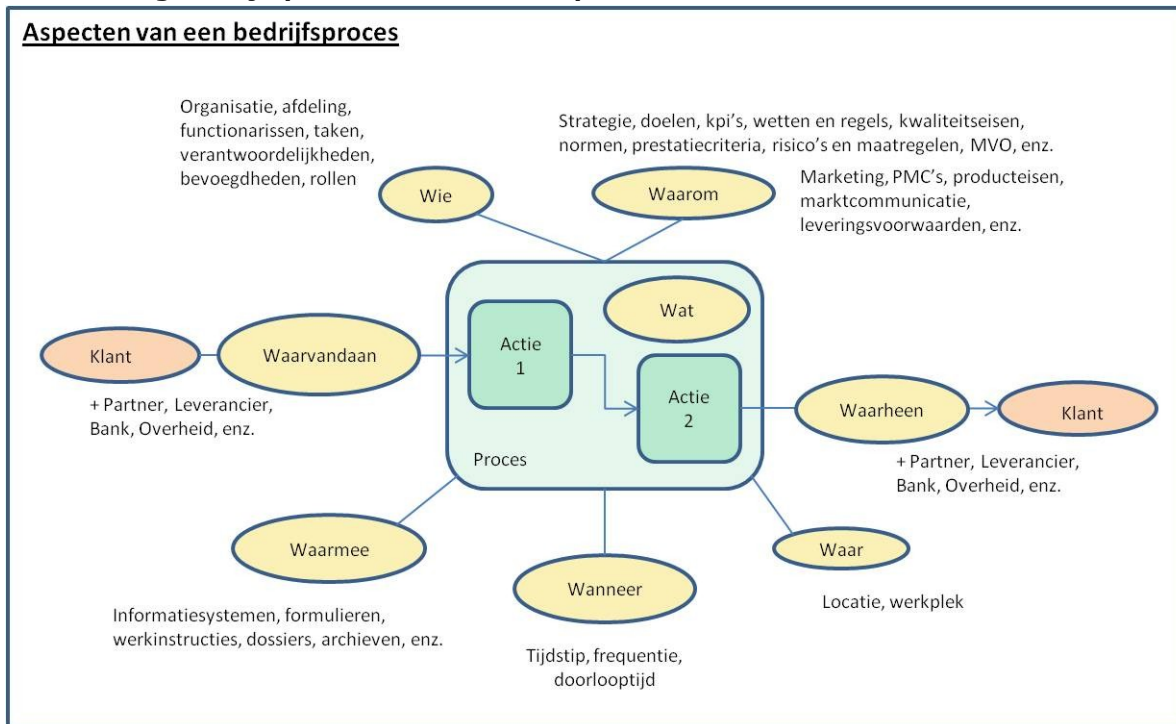 Aspecten van een bedrijfsproces
Organisatie, afdeling,
functionarissen, taken,
verantwoordelijkheden,
bevoegdheden, rollen
Strategie, doelen, kpi's, wetten en regels, kwaliteitseisen,
normen, prestatiecriteria, risico's en maatregelen, MVO, enz.
Wie
Waarom
Marketing, PMC's, producteisen,
marktcommunicatie,
leveringsvoorwaarden, enz.
Wat
Klant
Waarvandaan
Actie
1
+ Partner, Leverancier,
Bank, Overheid, enz.
Actie
2
Waarheen
Klant
Proces
+ Partner, Leverancier,
Bank, Overheid, enz.
Waarmee
Wanneer
Waar
Informatiesystemen, formulieren,
werkinstructies, dossiers, archieven, enz.
Tijdstip, frequentie,
doorlooptijd
Locatie, werkplek